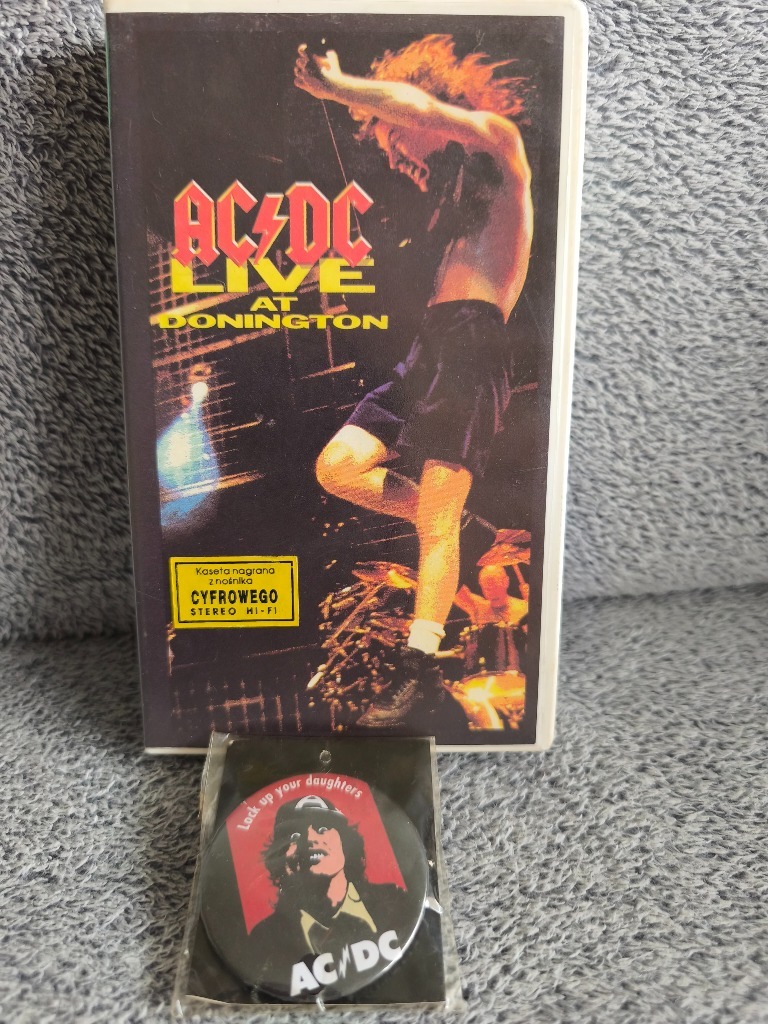 AC/DC
LIVE
AT
DONINGTON
Kaseta nagrana
z nośnika
CYFROWEGO
STEREO HI-FI
Lock up your daughters
AC/DC